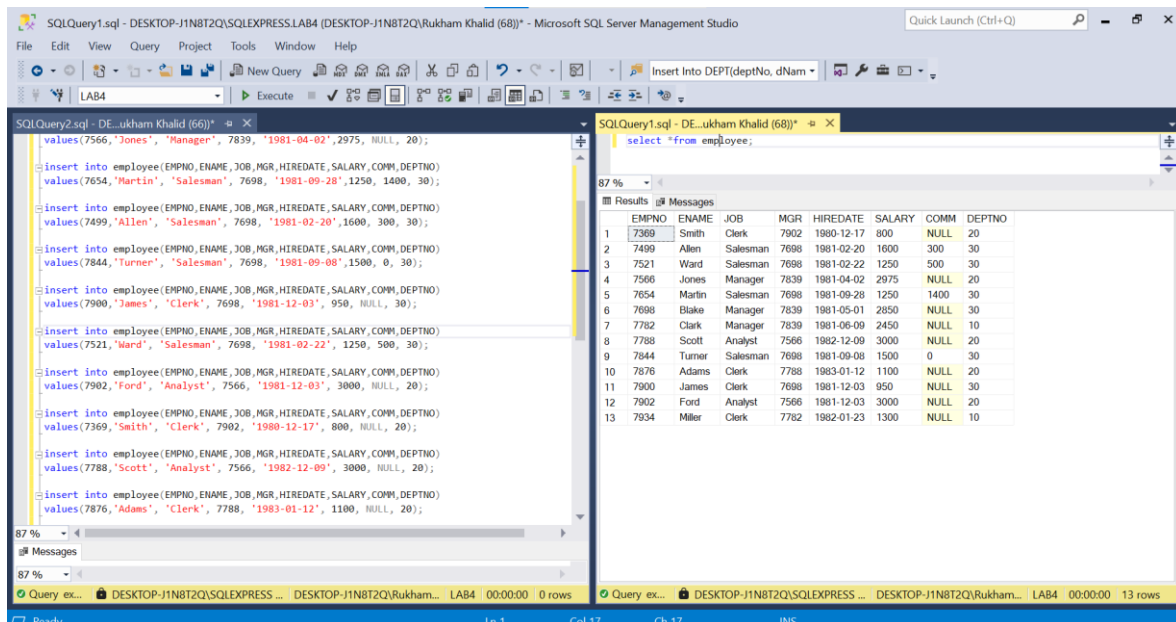 SQLQuery1.sql - DESKTOP-J1N8T2Q\SQLEXPRESS.LAB4 (DESKTOP-J1N8T2Q\Rukham Khalid (68))* - Microsoft SQL Server Management Studio
Quick Launch (Ctrl+Q)
File Edit View Query Project Tools Window Help
New Query
Insert Into DEPT(deptNo, dNam
LAB4
Execute
SQLQuery2.sql - DE...ukham Khalid (66))*
values(7566,'Jones', 'Manager', 7839, '1981-04-02',2975, NULL, 20);
insert into employee(EMPNO,ENAME,JOB,MGR,HIREDATE,SALARY,COMM,DEPTNO)
values(7654,'Martin', 'Salesman', 7698, '1981-09-28',1250, 1400, 30);
insert into employee(EMPNO,ENAME,JOB,MGR,HIREDATE,SALARY,COMM,DEPTNO)
values(7499,'Allen', 'Salesman', 7698, '1981-02-20',1600, 300, 30);
insert into employee(EMPNO,ENAME,JOB,MGR,HIREDATE,SALARY,COMM,DEPTNO)
values(7844,'Turner', 'Salesman', 7698, '1981-09-08',1500, 0, 30);
insert into employee(EMPNO,ENAME,JOB,MGR,HIREDATE,SALARY,COMM,DEPTNO)
values(7900,'James', 'Clerk', 7698, '1981-12-03', 950, NULL, 30);
insert into employee(EMPNO,ENAME,JOB,MGR,HIREDATE,SALARY,COMM,DEPTNO)
values(7521,'Ward', 'Salesman', 7698, '1981-02-22', 1250, 500, 30);
insert into employee(EMPNO,ENAME,JOB,MGR,HIREDATE,SALARY,COMM,DEPTNO)
values(7902,'Ford', 'Analyst', 7566, '1981-12-03', 3000, NULL, 20);
insert into employee(EMPNO,ENAME,JOB,MGR,HIREDATE,SALARY,COMM,DEPTNO)
values(7369,'Smith', 'Clerk', 7902, '1980-12-17', 800, NULL, 20);
insert into employee(EMPNO,ENAME,JOB,MGR,HIREDATE,SALARY,COMM,DEPTNO)
values(7788,'Scott', 'Analyst', 7566, '1982-12-09', 3000, NULL, 20);
insert into employee(EMPNO,ENAME,JOB,MGR,HIREDATE,SALARY,COMM,DEPTNO)
values(7876,'Adams', 'Clerk', 7788, '1983-01-12', 1100, NULL, 20);
87 %
Messages
87 %
Query ex... DESKTOP-J1N8T2Q\SQLEXPRESS ... DESKTOP-J1N8T2Q\Rukham... LAB4 00:00:00 0 rows
SQLQuery1.sql - DE...ukham Khalid (68))*
select *from employee;
87 %
Results Messages
EMPNO ENAME JOB MGR HIREDATE SALARY COMM DEPTNO
1 7369 Smith Clerk 7902 1980-12-17 800 NULL 20
2 7499 Allen Salesman 7698 1981-02-20 1600 300 30
3 7521 Ward Salesman 7698 1981-02-22 1250 500 30
4 7566 Jones Manager 7839 1981-04-02 2975 NULL 20
5 7654 Martin Salesman 7698 1981-09-28 1250 1400 30
6 7698 Blake Manager 7839 1981-05-01 2850 NULL 30
7 7782 Clark Manager 7839 1981-06-09 2450 NULL 10
8 7788 Scott Analyst 7566 1982-12-09 3000 NULL 20
9 7844 Turner Salesman 7698 1981-09-08 1500 0 30
10 7876 Adams Clerk 7788 1983-01-12 1100 NULL 20
11 7900 James Clerk 7698 1981-12-03 950 NULL 30
12 7902 Ford Analyst 7566 1981-12-03 3000 NULL 20
13 7934 Miller Clerk 7782 1982-01-23 1300 NULL 10
Query ex... DESKTOP-J1N8T2Q\SQLEXPRESS ... DESKTOP-J1N8T2Q\Rukham... LAB4 00:00:00 13 rows
Ready Ln 1 Col 17 Ch 17 INS